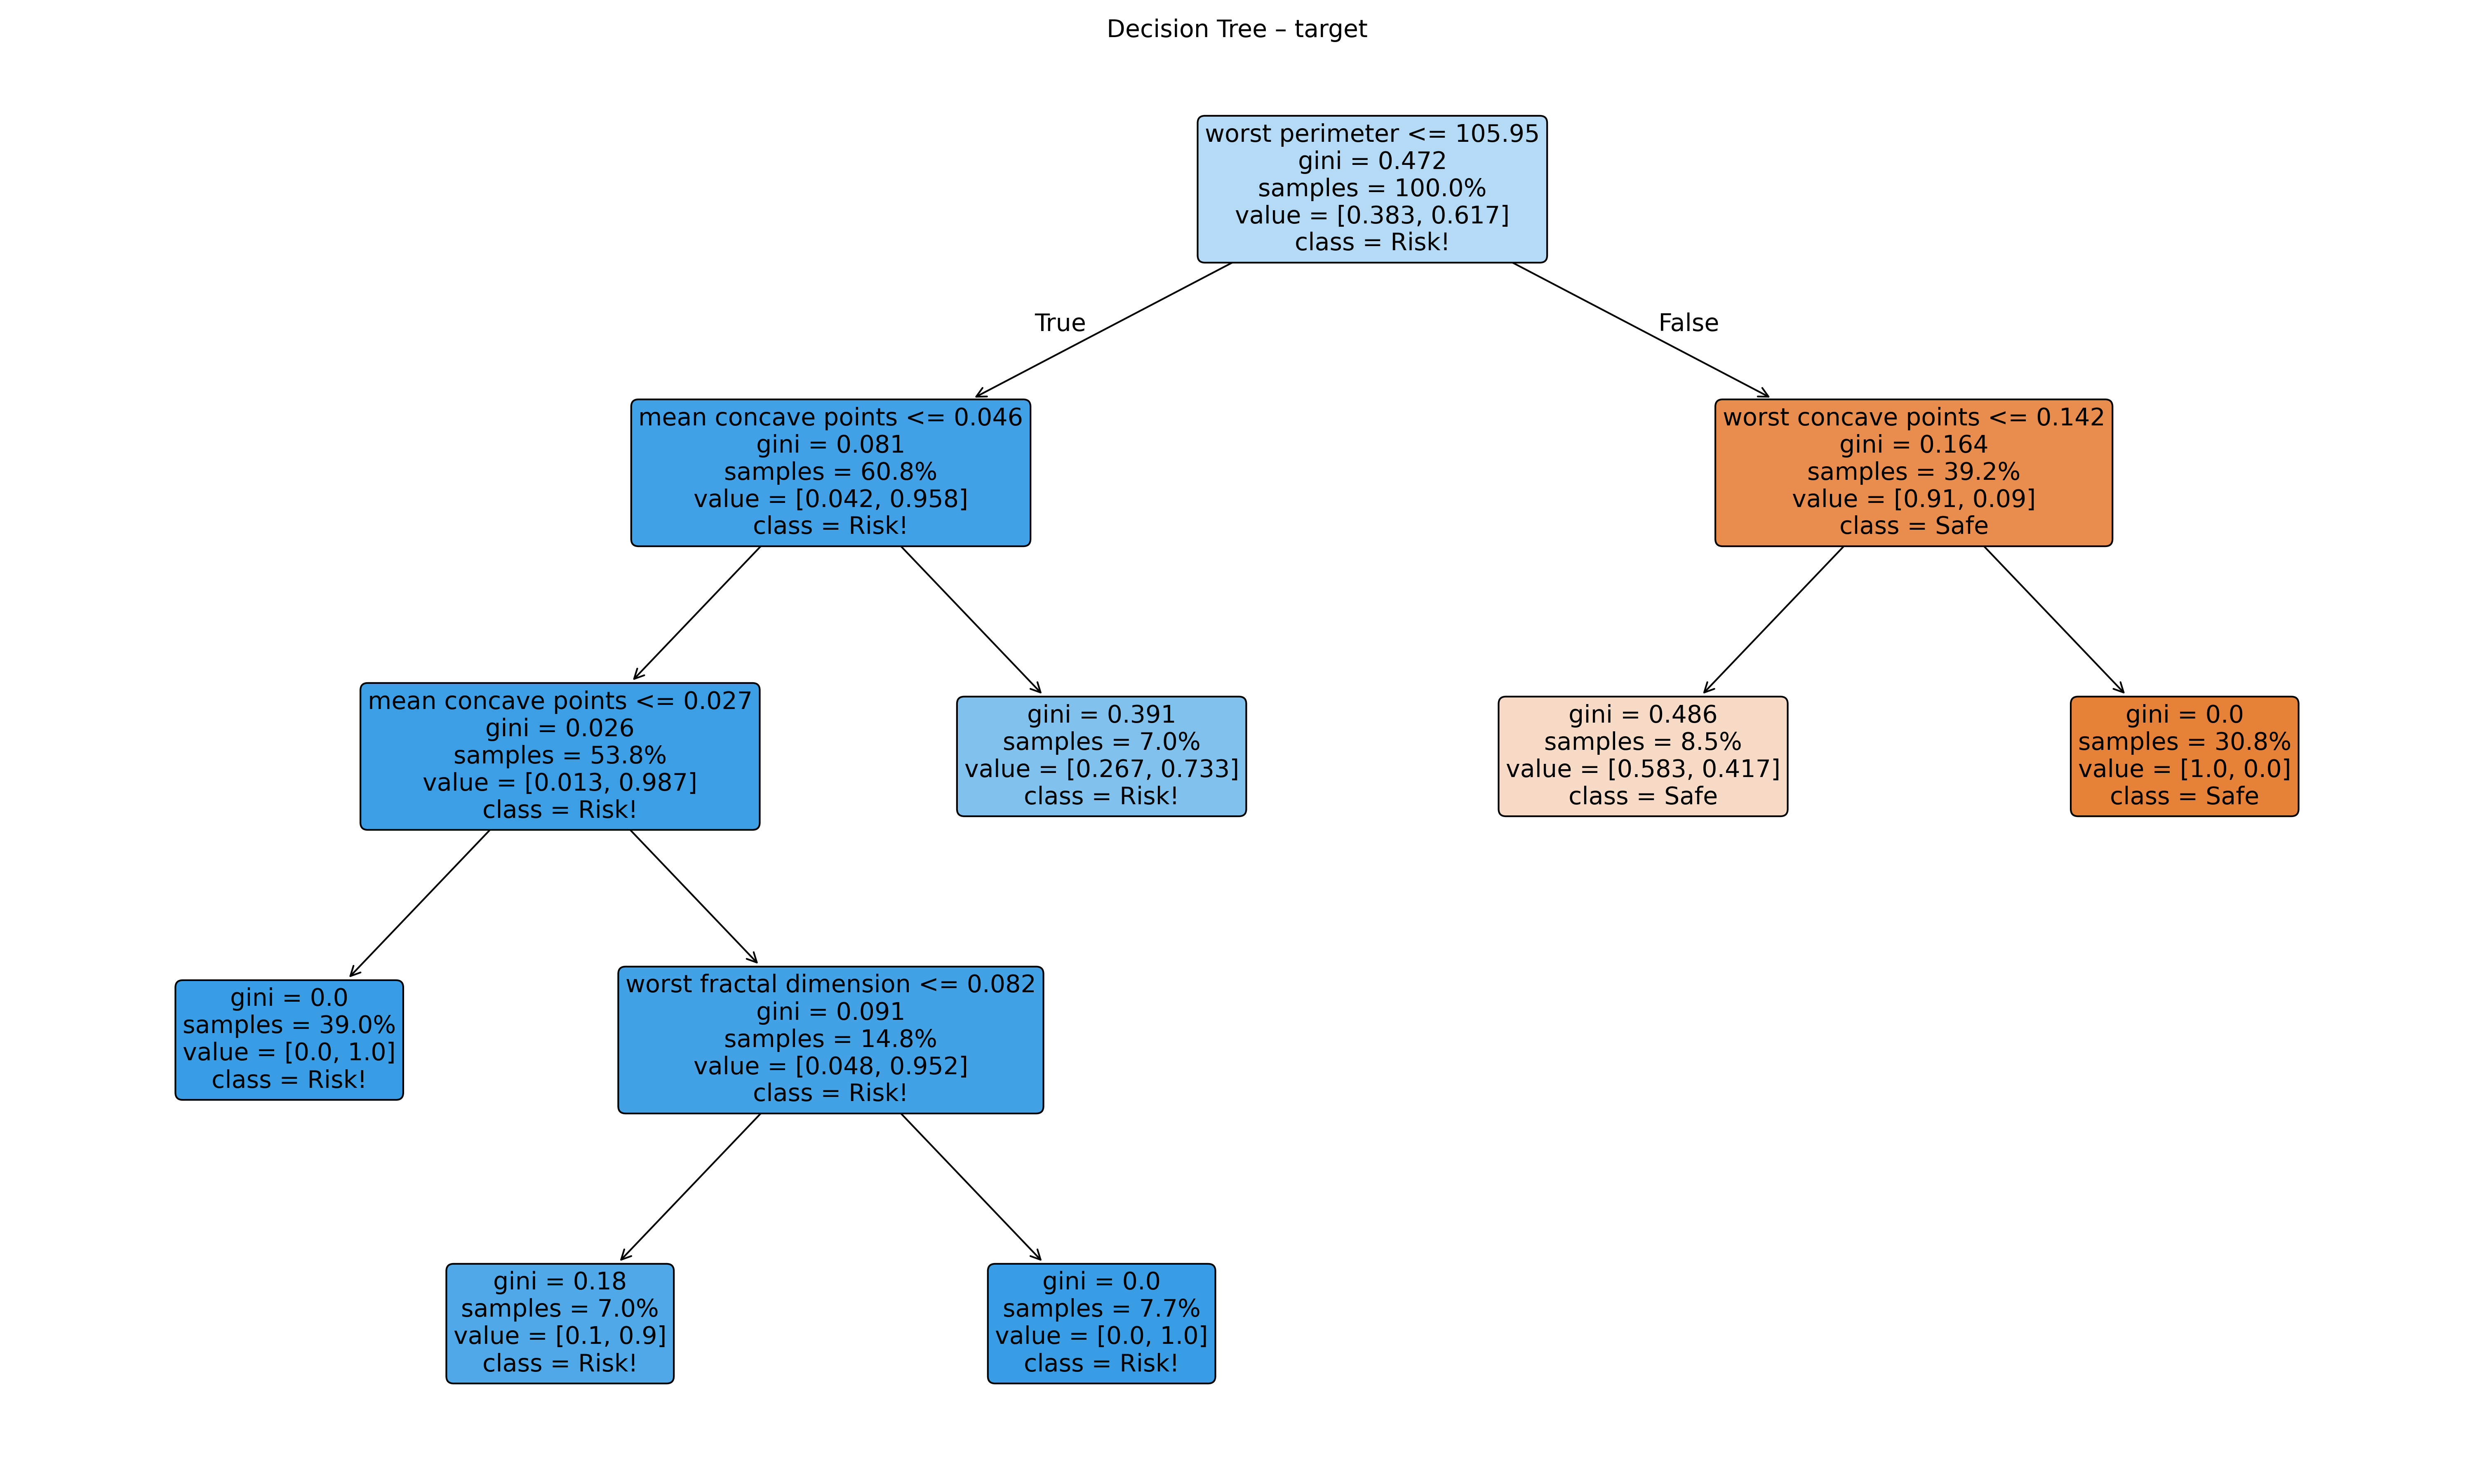 Decision Tree – target
worst perimeter <= 105.95
gini = 0.472
samples = 100.0%
value = [0.383, 0.617]
class = Risk!
True
False
mean concave points <= 0.046
gini = 0.081
samples = 60.8%
value = [0.042, 0.958]
class = Risk!
worst concave points <= 0.142
gini = 0.164
samples = 39.2%
value = [0.91, 0.09]
class = Safe
mean concave points <= 0.027
gini = 0.026
samples = 53.8%
value = [0.013, 0.987]
class = Risk!
gini = 0.391
samples = 7.0%
value = [0.267, 0.733]
class = Risk!
gini = 0.486
samples = 8.5%
value = [0.583, 0.417]
class = Safe
gini = 0.0
samples = 30.8%
value = [1.0, 0.0]
class = Safe
gini = 0.0
samples = 39.0%
value = [0.0, 1.0]
class = Risk!
worst fractal dimension <= 0.082
gini = 0.091
samples = 14.8%
value = [0.048, 0.952]
class = Risk!
gini = 0.18
samples = 7.0%
value = [0.1, 0.9]
class = Risk!
gini = 0.0
samples = 7.7%
value = [0.0, 1.0]
class = Risk!